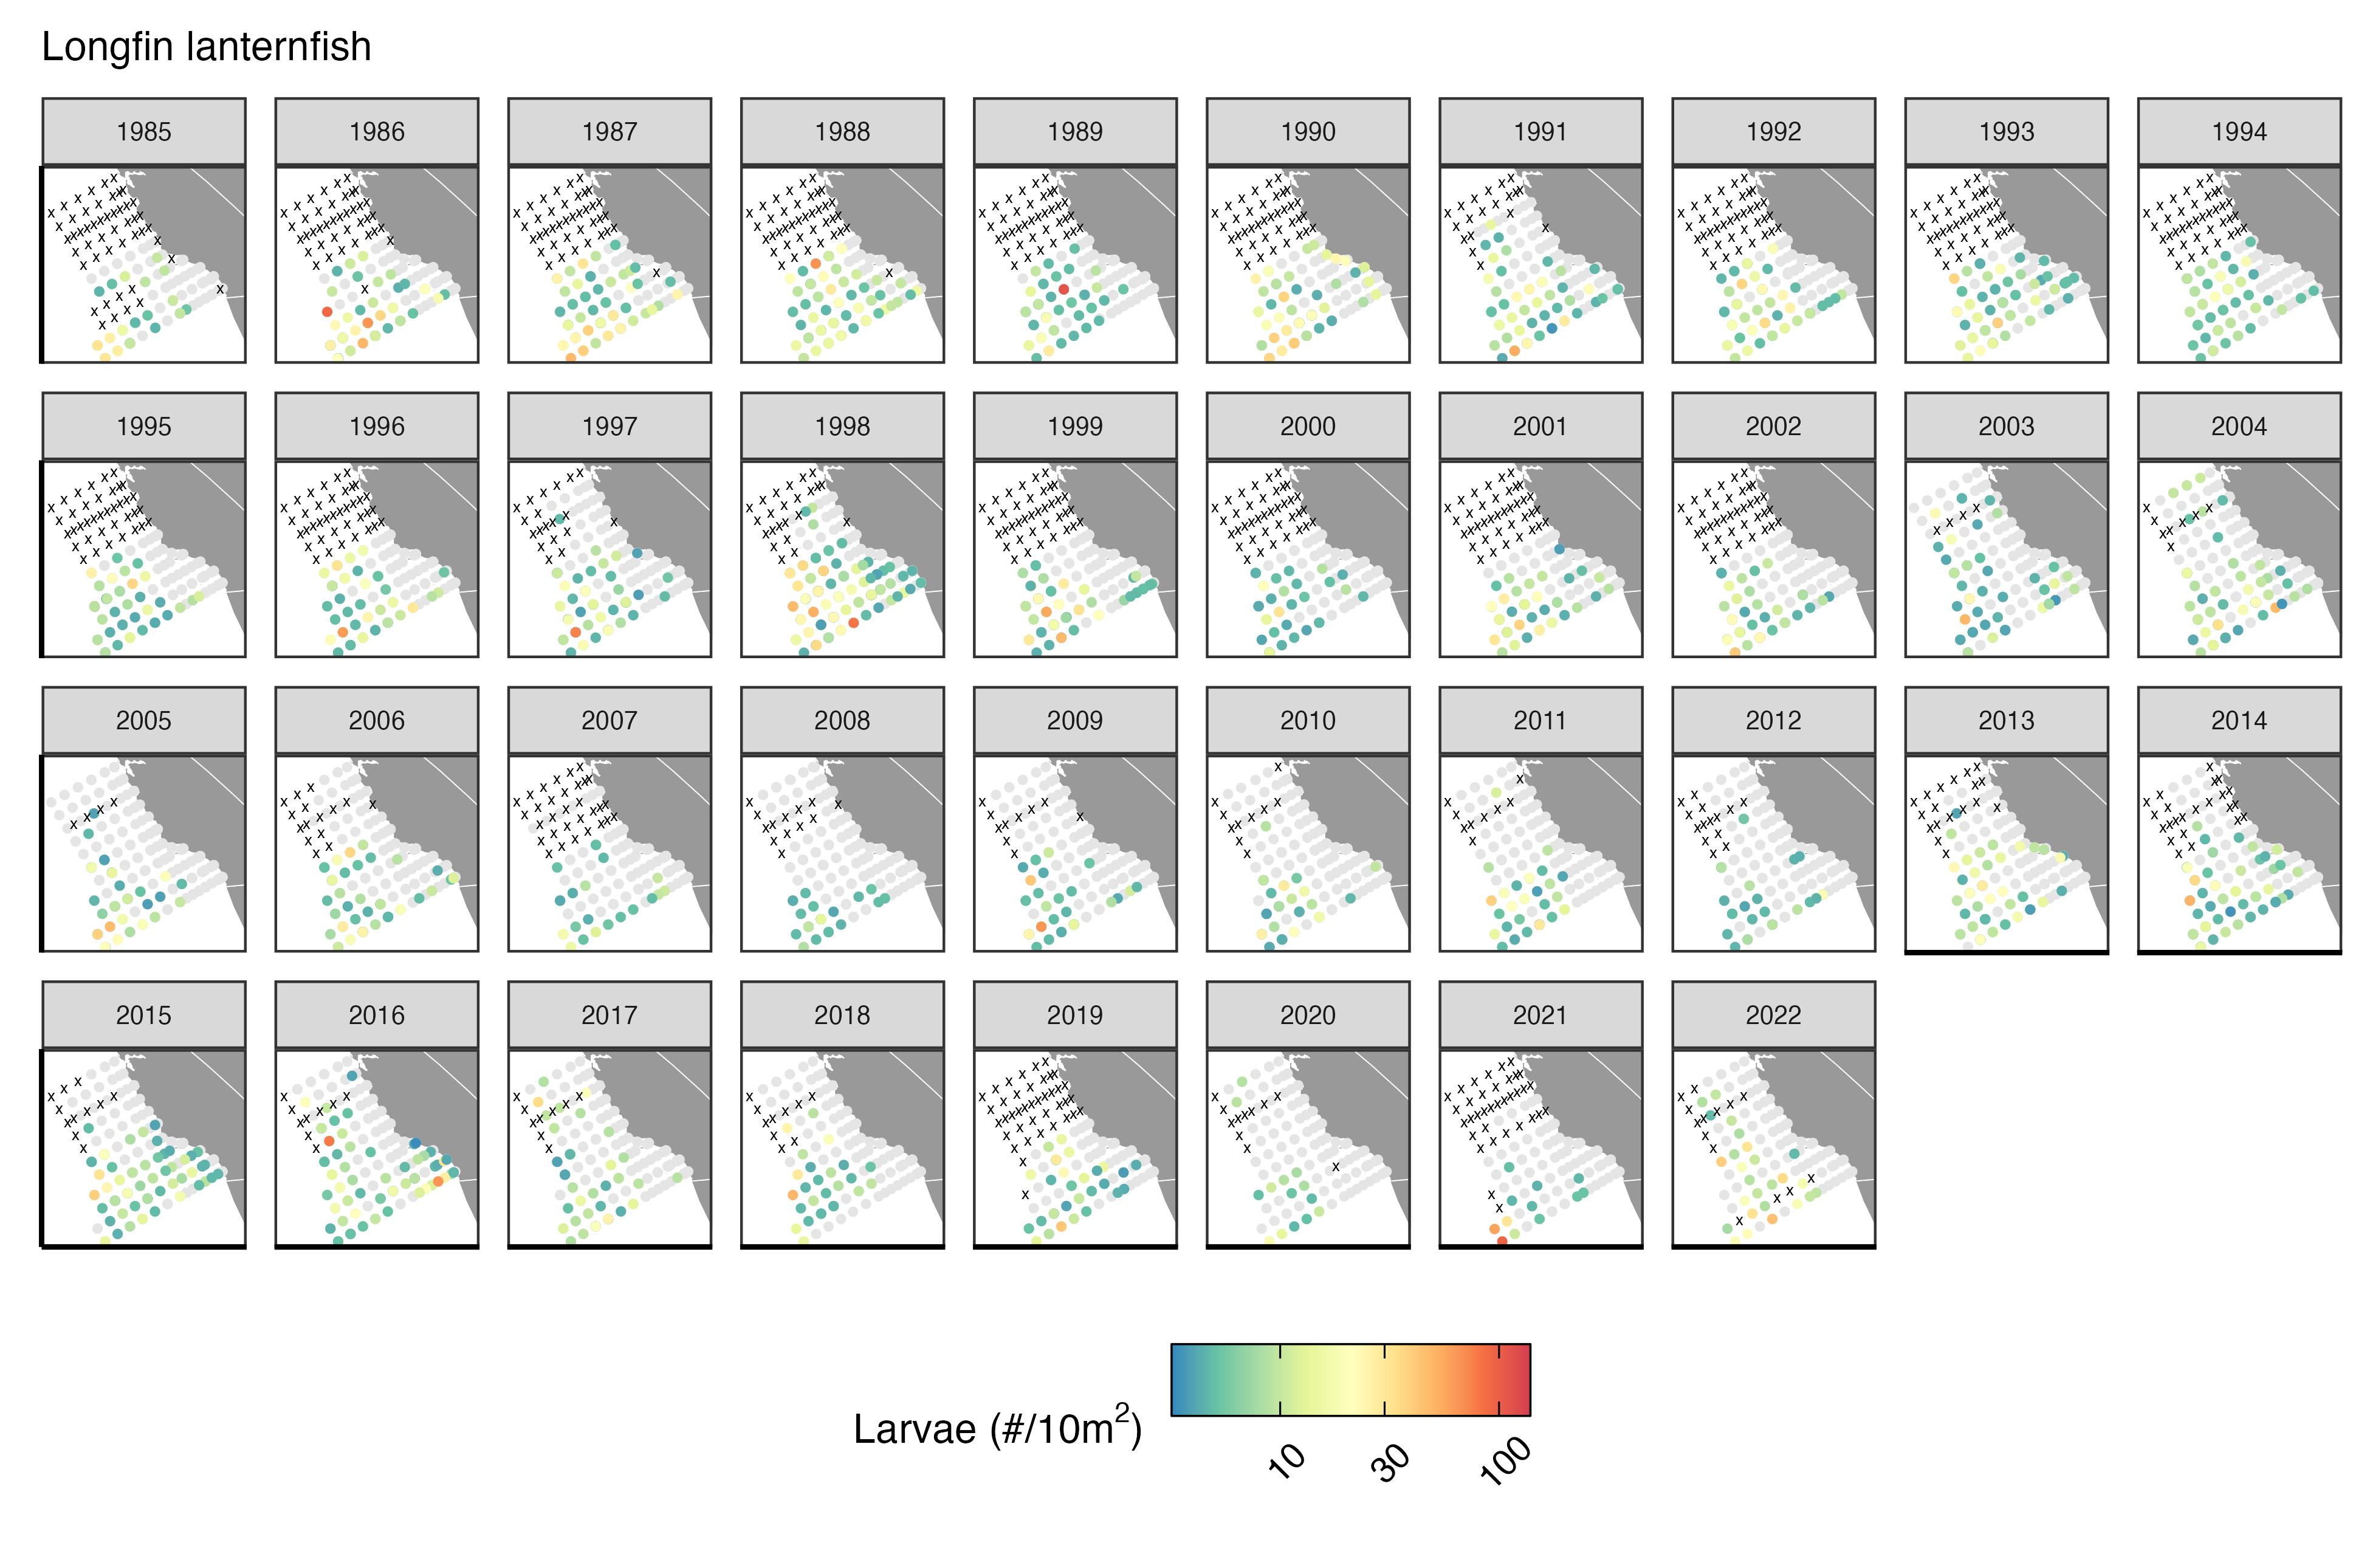 Longfin lanternfish
1985 1986 1987 1988 1989 1990 1991 1992 1993 1994
1995 1996 1997 1998 1999 2000 2001 2002 2003 2004
2005 2006 2007 2008 2009 2010 2011 2012 2013 2014
2015 2016 2017 2018 2019 2020 2021 2022
Larvae (#/10m²)
10 30 100